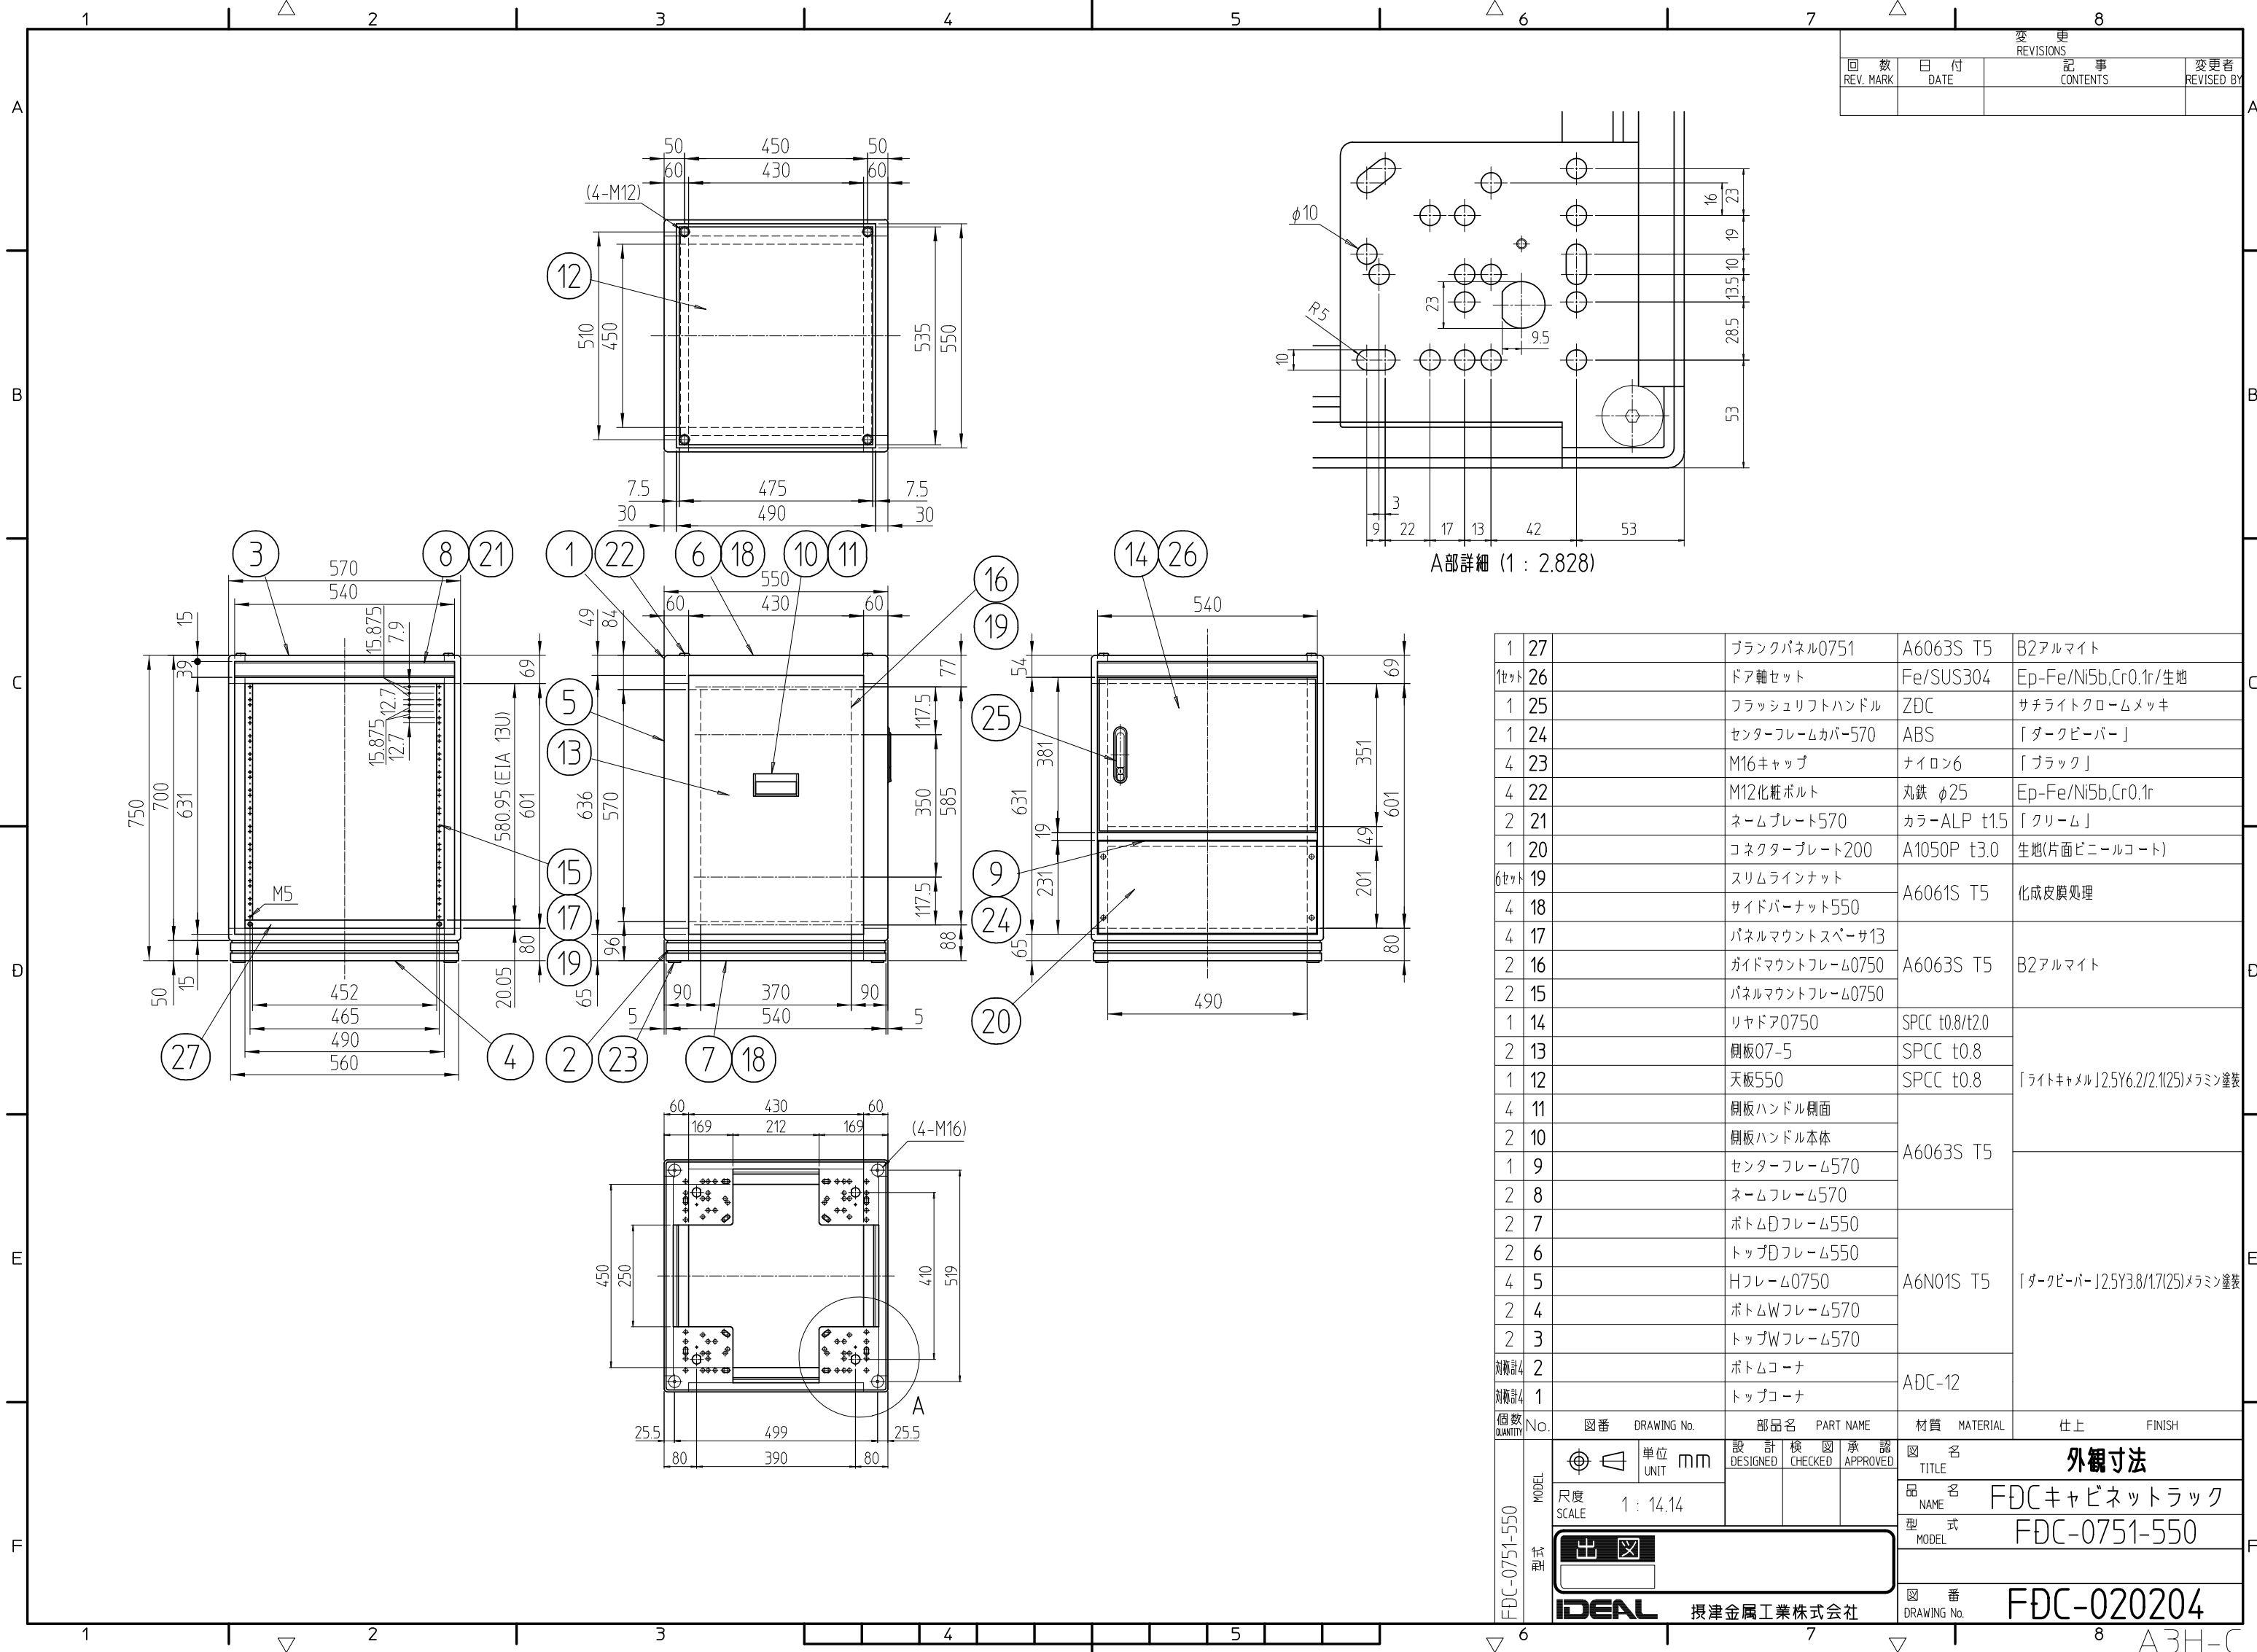 1 2 3 4 5 6 7 8
A
B
C
D
E
F
変更
REVISIONS
回数 REV. MARK
日付 DATE
記事 CONTENTS
変更者 REVISED BY
50 450 50
60 430 60
(4-M12)
12
510
450
535
550
7.5 475 7.5
30 490 30
φ10
R5
10
23
9.5
16
23
19
10
13.5
28.5
53
3
9 22 17 13 42 53
A部詳細 (1 : 2.828)
3
8 21
570
540
15
39
15.875
7.9
12.7
15.875
12.7
69
750
700
631
580.95(EIA 13U)
601
M5
15
17
19
50
15
20.05
80
452
465
490
560
27
4
1 22
6 18
10 11
16
19
550
60 430 60
49
84
77
5
13
117.5
636
570
350
585
117.5
96
65
88
90 370 90
5 540 5
2 23
7 18
14 26
540
54
69
25
381
351
631
601
19
49
9
24
231
201
65
80
490
20
60 430 60
169 212 169
(4-M16)
450
250
410
519
A
25.5 499 25.5
80 390 80
1 27 ブランクパネル0751 A6063S T5 B2アルマイト
1セット 26 ドア軸セット Fe/SUS304 Ep-Fe/Ni5b,Cr0.1r/生地
1 25 フラッシュリフトハンドル ZDC サチライトクロームメッキ
1 24 センターフレームカバー570 ABS 「ダークビーバー」
4 23 M16キャップ ナイロン6 「ブラック」
4 22 M12化粧ボルト 丸鉄 φ25 Ep-Fe/Ni5b,Cr0.1r
2 21 ネームプレート570 カラーALP t1.5 「クリーム」
1 20 コネクタープレート200 A1050P t3.0 生地(片面ビニールコート)
6セット 19 スリムラインナット A6061S T5 化成皮膜処理
4 18 サイドバーナット550
4 17 パネルマウントスペーサ13
2 16 ガイドマウントフレーム0750 A6063S T5 B2アルマイト
2 15 パネルマウントフレーム0750
1 14 リヤドア0750 SPCC t0.8/t2.0
2 13 側板07-5 SPCC t0.8
1 12 天板550 SPCC t0.8 「ライトキャメル」2.5Y6.2/2.1(25)メラミン塗装
4 11 側板ハンドル側面
2 10 側板ハンドル本体 A6063S T5
1 9 センターフレーム570
2 8 ネームフレーム570
2 7 ボトムDフレーム550
2 6 トップDフレーム550
4 5 Hフレーム0750 A6N01S T5 「ダークビーバー」2.5Y3.8/1.7(25)メラミン塗装
2 4 ボトムWフレーム570
2 3 トップWフレーム570
対称計4 2 ボトムコーナ ADC-12
対称計4 1 トップコーナ
個数 QUANTITY No. 図番 DRAWING No. 部品名 PART NAME 材質 MATERIAL 仕上 FINISH
FDC-0751-550
型式 MODEL
単位 UNIT mm
設計 DESIGNED
検図 CHECKED
承認 APPROVED
尺度 SCALE 1 : 14.14
図名 TITLE 外観寸法
品名 NAME FDCキャビネットラック
型式 MODEL FDC-0751-550
出図
IDEAL 摂津金属工業株式会社
図番 DRAWING No. FDC-020204
1 2 3 4 5 6 7 8
A3H-C